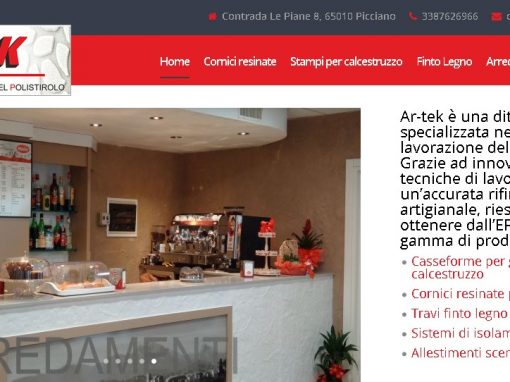 Contrada Le Piane 8, 65010 Picciano
3387626966
K
EL POLISTIROLO
Home
Cornici resinate
Stampi per calcestruzzo
Finto Legno
Arred
Ar-tek è una dit
specializzata ne
lavorazione del
Grazie ad innov
tecniche di lavo
un'accurata rifin
artigianale, ries
ottenere dall'EP
gamma di prod
Casseforme per g
calcestruzzo
Cornici resinate p
Travi finto legno
Sistemi di isolam
Allestimenti scen
REDAMENTI